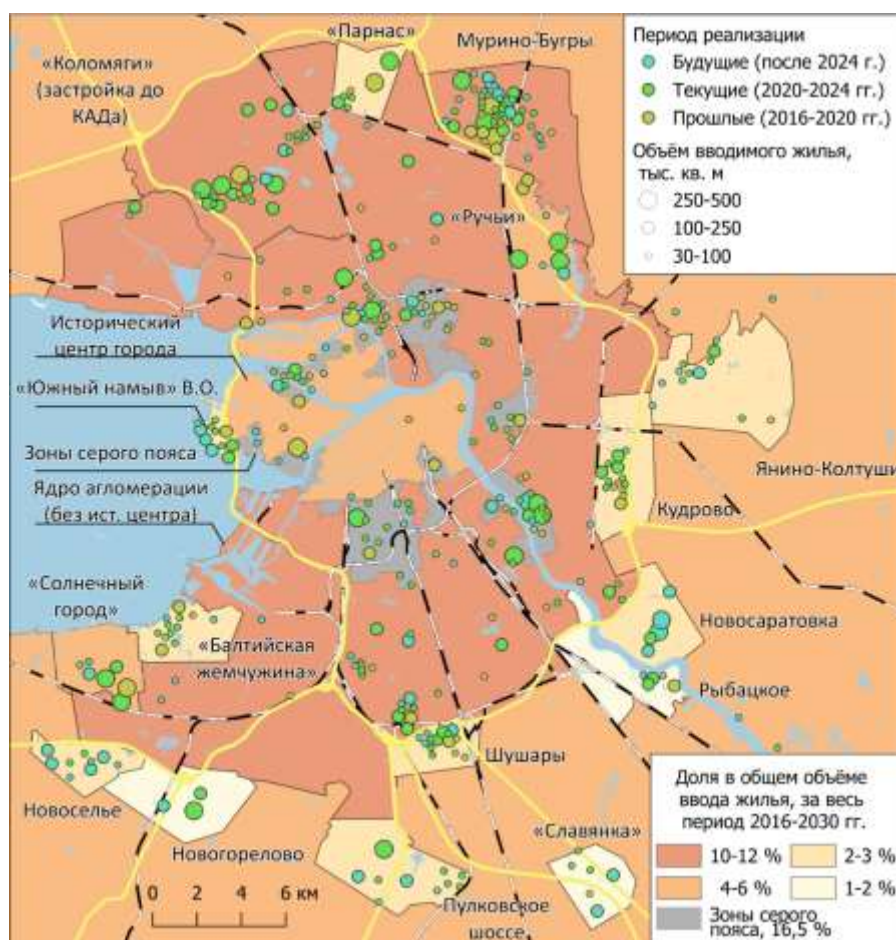 «Парнас»
Мурино-Бугры
«Коломяги»
(застройка до
КАДа)
Период реализации
Будущие (после 2024 г.)
Текущие (2020-2024 гг.)
Прошлые (2016-2020 гг.)
Объём вводимого жилья,
тыс. кв. м
250-500
100-250
30-100
«Ручьи»
Исторический
центр города
«Южный намыв» В.О.
Зоны серого пояса
Ядро агломерации
(без ист. центра)
Янино-Колтуши
Кудрово
«Солнечный
город»
«Балтийская
жемчужина»
Новосаратовка
Рыбацкое
Шушары
Новоселье
Новогорелово
«Славянка»
Пулковское
шоссе
0 2 4 6 км
Доля в общем объёме
ввода жилья, за весь
период 2016-2030 гг.
10-12 % 2-3 %
4-6 % 1-2 %
Зоны серого
пояса, 16,5 %